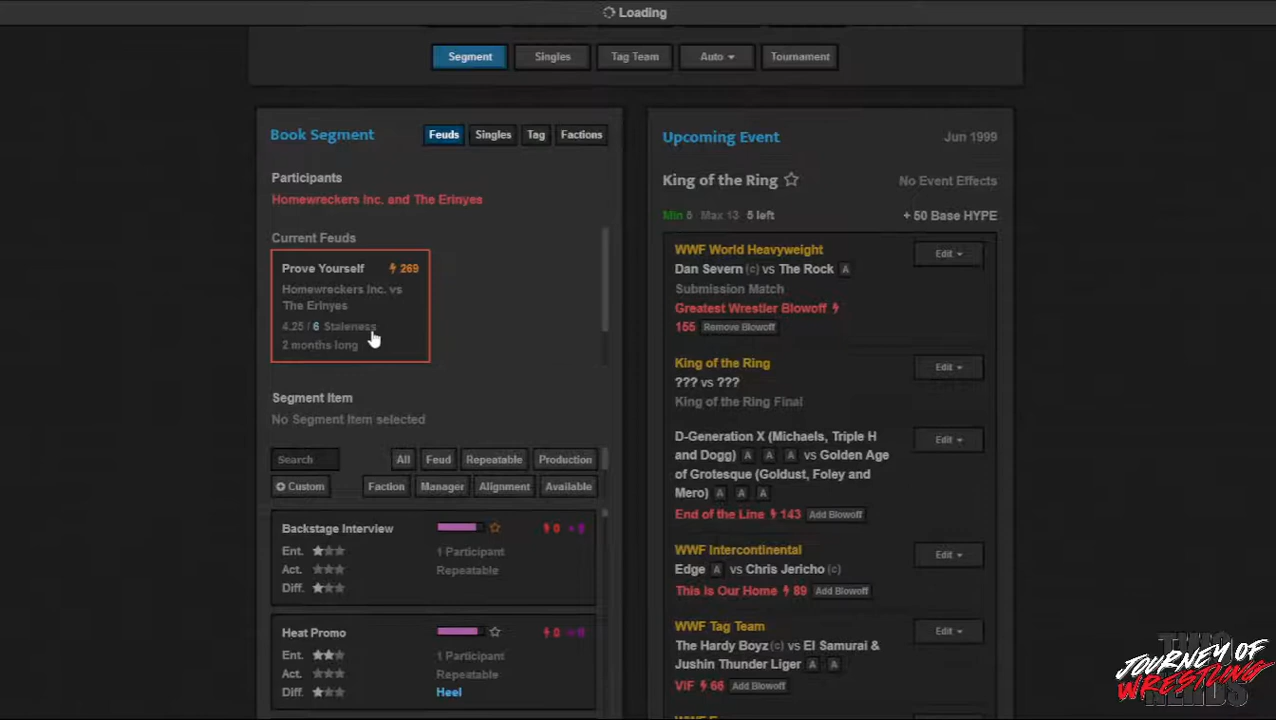 Loading
Segment Singles Tag Team Auto Tournament
Book Segment Feuds Singles Tag Factions
Participants
Homewreckers Inc. and The Erinyes
Current Feuds
Prove Yourself 269
Homewreckers Inc. vs
The Erinyes
4.25 / 6 Staleness
2 months long
Segment Item
No Segment Item selected
Search All Feud Repeatable Production
Custom Faction Manager Alignment Available
Backstage Interview 0
Ent. 1 Participant
Act. Repeatable
Diff.
Heat Promo 0
Ent. 1 Participant
Act. Repeatable
Diff. Heel
Upcoming Event Jun 1999
King of the Ring No Event Effects
Min 5 Max 13 5 left + 50 Base HYPE
WWF World Heavyweight Edit
Dan Severn (c) vs The Rock A
Submission Match
Greatest Wrestler Blowoff
155 Remove Blowoff
King of the Ring Edit
??? vs ???
King of the Ring Final
D-Generation X (Michaels, Triple H Edit
and Dogg) A A A vs Golden Age
of Grotesque (Goldust, Foley and
Mero) A A A
End of the Line 143 Add Blowoff
WWF Intercontinental Edit
Edge A vs Chris Jericho (c)
This Is Our Home 89 Add Blowoff
WWF Tag Team Edit
The Hardy Boyz (c) vs El Samurai &
Jushin Thunder Liger A A
VIF 66 Add Blowoff
JOURNEY OF
WRESTLING